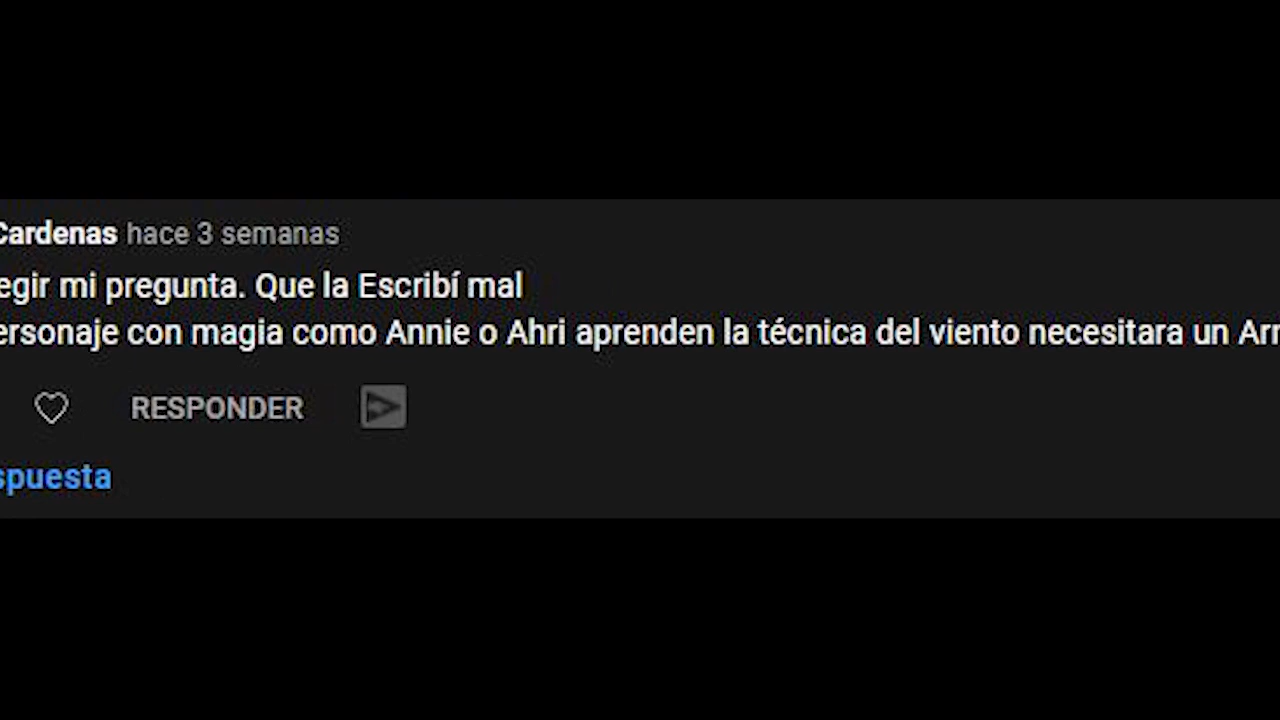 Cardenas hace 3 semanas
egir mi pregunta. Que la Escribí mal
ersonaje con magia como Annie o Ahri aprenden la técnica del viento necesitara un Arr
RESPONDER
spuesta